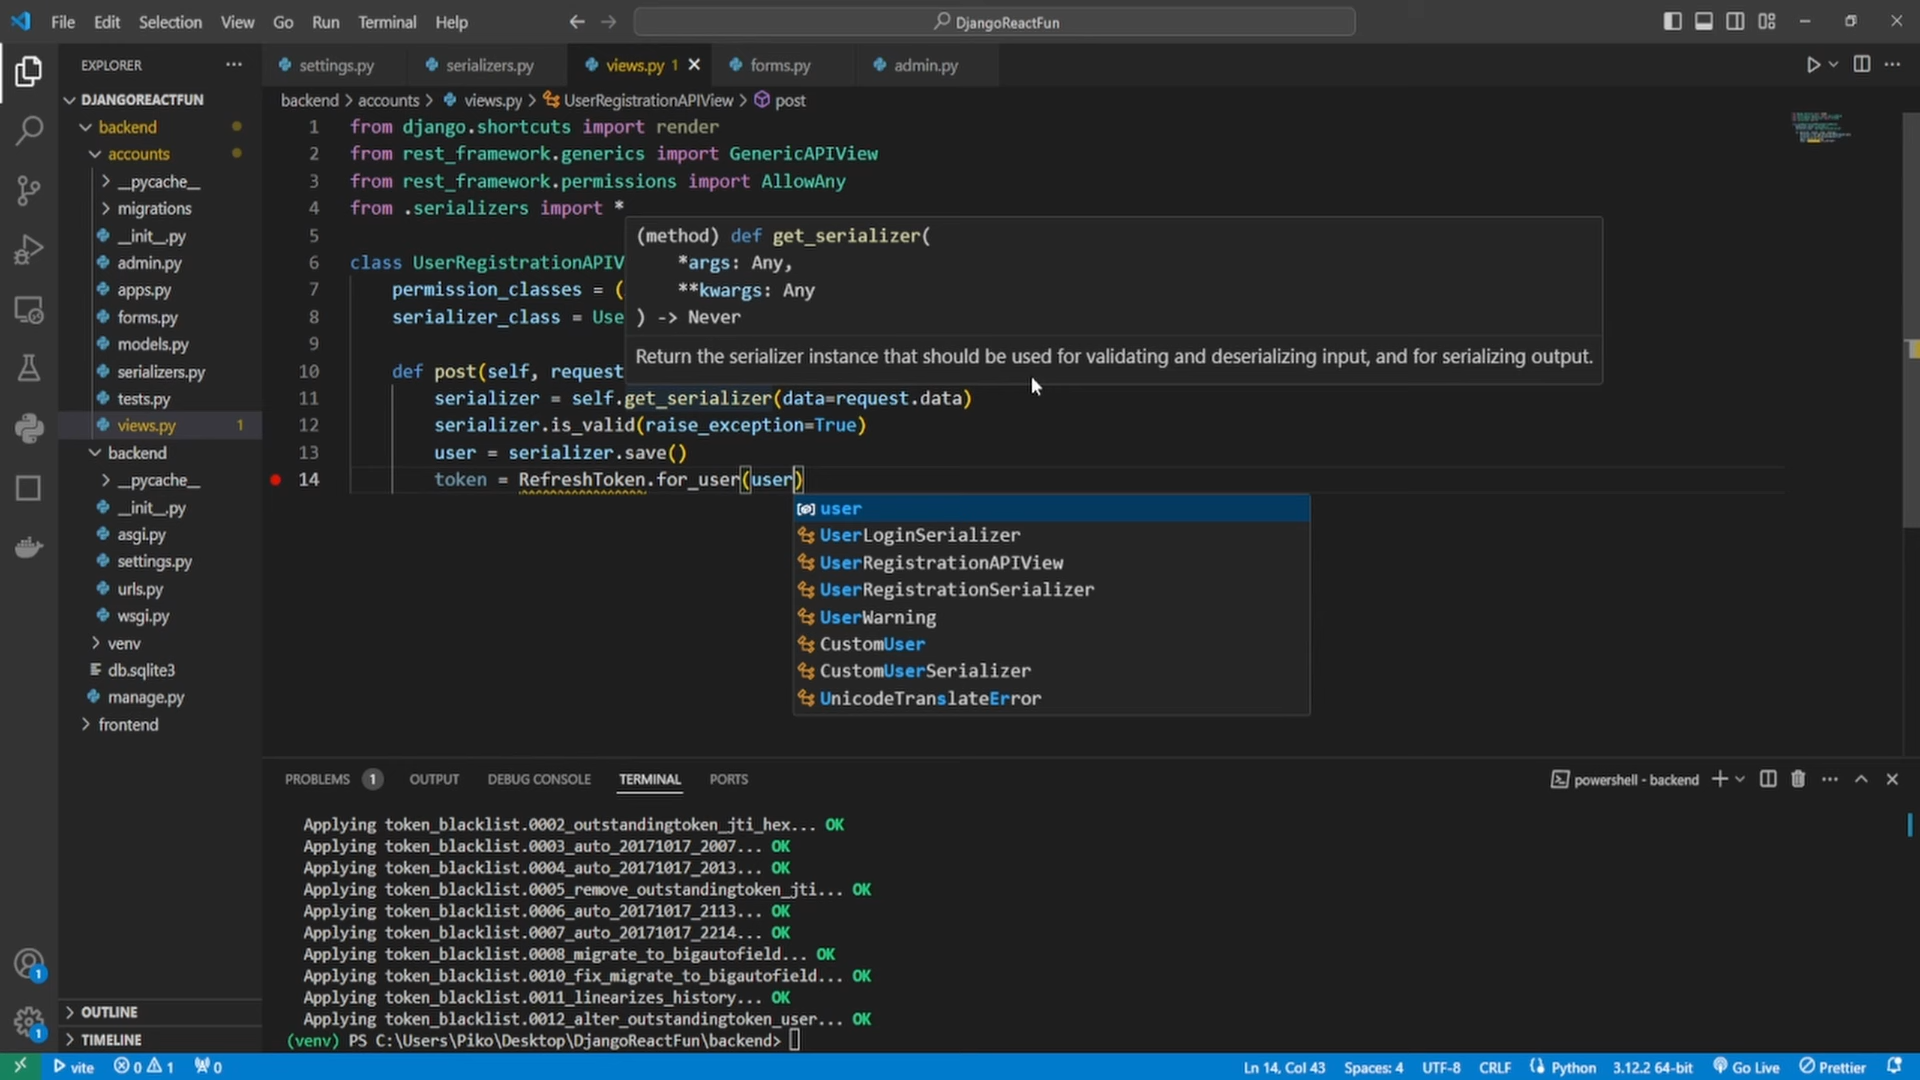 File Edit Selection View Go Run Terminal Help
DjangoReactFun
EXPLORER
DJANGOREACTFUN
backend
accounts
__pycache__
migrations
__init__.py
admin.py
apps.py
forms.py
models.py
serializers.py
tests.py
views.py 1
backend
__pycache__
__init__.py
asgi.py
settings.py
urls.py
wsgi.py
venv
db.sqlite3
manage.py
frontend
OUTLINE
TIMELINE
settings.py serializers.py views.py 1 forms.py admin.py
backend > accounts > views.py > UserRegistrationAPIView > post
1 from django.shortcuts import render
2 from rest_framework.generics import GenericAPIView
3 from rest_framework.permissions import AllowAny
4 from .serializers import *
5
6 class UserRegistrationAPIV
7 permission_classes = (
8 serializer_class = Use
9
10 def post(self, request
11 serializer = self.get_serializer(data=request.data)
12 serializer.is_valid(raise_exception=True)
13 user = serializer.save()
14 token = RefreshToken.for_user(user)
(method) def get_serializer(
*args: Any,
**kwargs: Any
) -> Never
Return the serializer instance that should be used for validating and deserializing input, and for serializing output.
user
UserLoginSerializer
UserRegistrationAPIView
UserRegistrationSerializer
UserWarning
CustomUser
CustomUserSerializer
UnicodeTranslateError
PROBLEMS 1 OUTPUT DEBUG CONSOLE TERMINAL PORTS
powershell - backend
Applying token_blacklist.0002_outstandingtoken_jti_hex... OK
Applying token_blacklist.0003_auto_20171017_2007... OK
Applying token_blacklist.0004_auto_20171017_2013... OK
Applying token_blacklist.0005_remove_outstandingtoken_jti... OK
Applying token_blacklist.0006_auto_20171017_2113... OK
Applying token_blacklist.0007_auto_20171017_2214... OK
Applying token_blacklist.0008_migrate_to_bigautofield... OK
Applying token_blacklist.0010_fix_migrate_to_bigautofield... OK
Applying token_blacklist.0011_linearizes_history... OK
Applying token_blacklist.0012_alter_outstandingtoken_user... OK
(venv) PS C:\Users\Piko\Desktop\DjangoReactFun\backend>
1
1
vite 0 1 0
Ln 14, Col 43 Spaces: 4 UTF-8 CRLF Python 3.12.2 64-bit Go Live Prettier